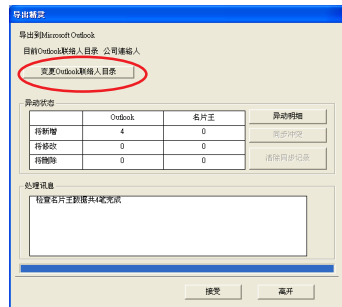 导出精灵
导出到Microsoft Outlook
目前Outlook联络人目录 公司連絡人
变更Outlook联络人目录
异动状态
Outlook 名片王
将新增 4 0
将修改 0 0
将删除 0 0
异动明细
同步冲突
清除同步记录
处理讯息
检查名片王数据共4笔完成
接受 离开